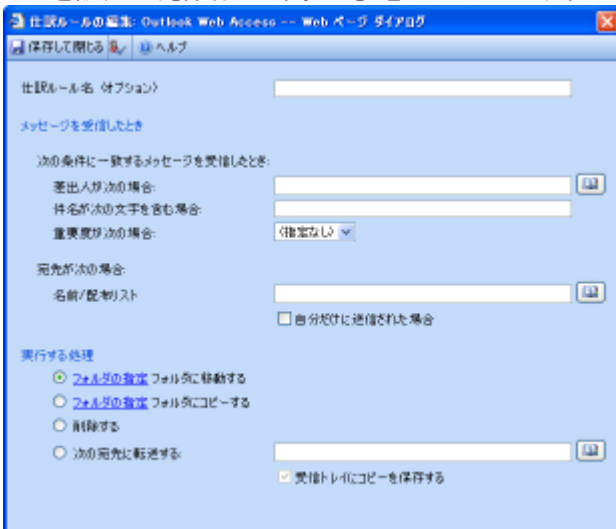 仕訳ルールの編集: Outlook Web Access -- Web ページ ダイアログ
保存して閉じる ヘルプ
仕訳ルール名 (オプション)
メッセージを受信したとき
次の条件に一致するメッセージを受信したとき:
差出人が次の場合:
件名が次の文字を含む場合:
重要度が次の場合: (指定なし)
宛先が次の場合:
名前/配布リスト
自分だけに送信された場合
実行する処理
フォルダの指定 フォルダに移動する
フォルダの指定 フォルダにコピーする
削除する
次の宛先に転送する:
受信トレイにコピーを保存する